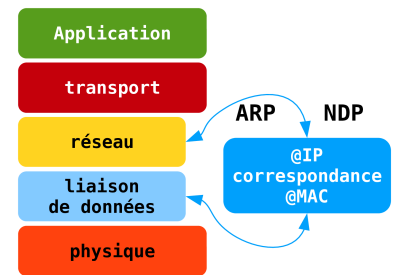 Application
transport
ARP NDP
réseau
@IP
correspondance
@MAC
liaison
de données
physique